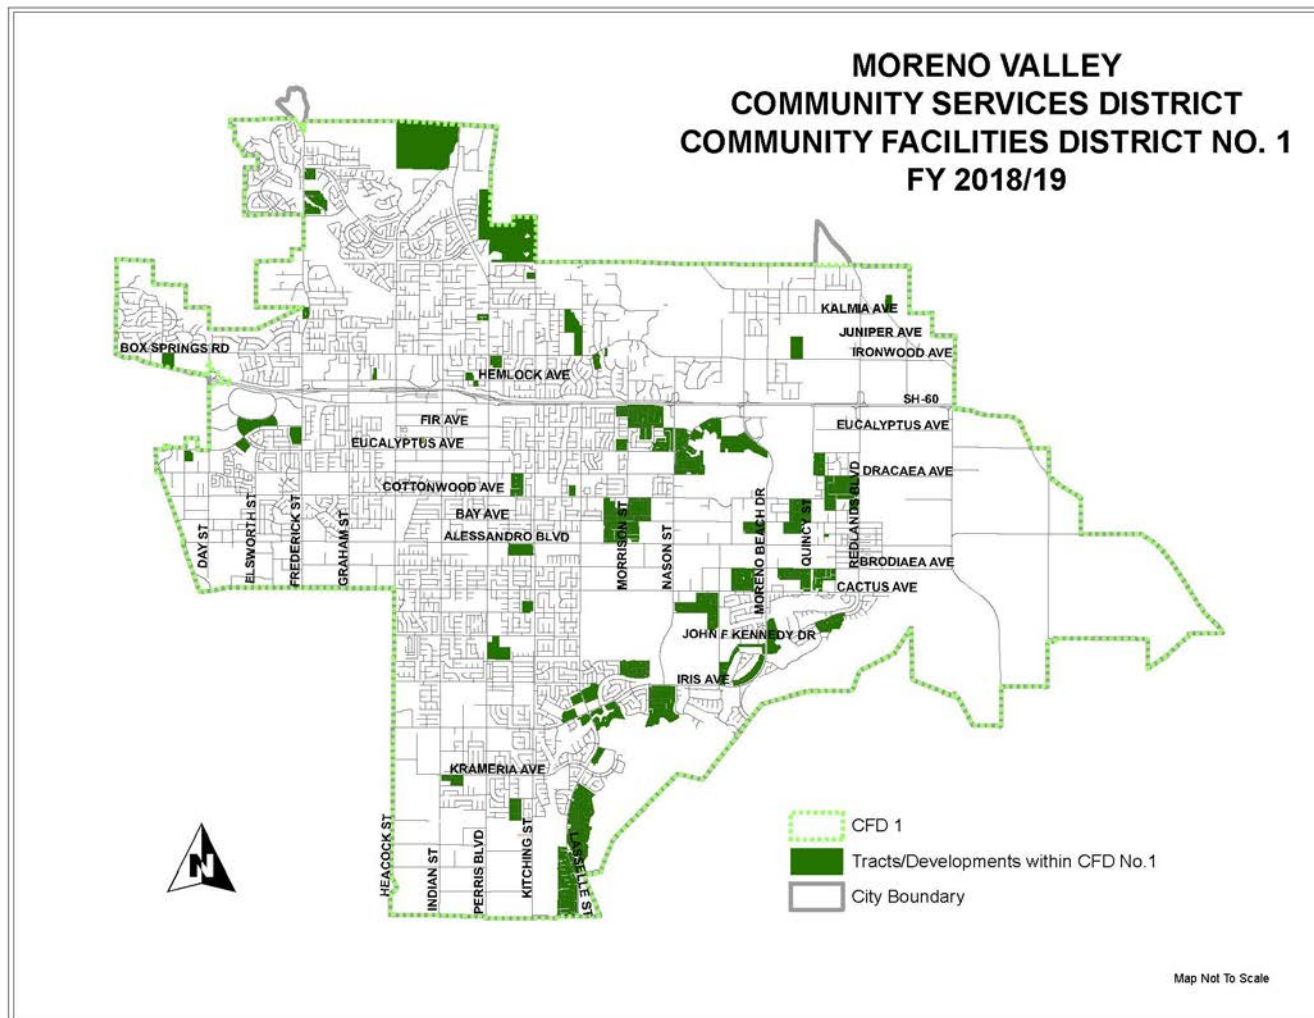 MORENO VALLEY
COMMUNITY SERVICES DISTRICT
COMMUNITY FACILITIES DISTRICT NO. 1
FY 2018/19
KALMIA AVE
JUNIPER AVE
BOX SPRINGS RD
IRONWOOD AVE
HEMLOCK AVE
SH-60
FIR AVE
EUCALYPTUS AVE
EUCALYPTUS AVE
DRACAEA AVE
COTTONWOOD AVE
BAY AVE
ALESSANDRO BLVD
DAY ST
ELSWORTH ST
FREDERICK ST
GRAHAM ST
MORRISON ST
NASON ST
MORENO BEACH DR
QUINCY ST
REDLANDS BLVD
BRODIAEA AVE
CACTUS AVE
JOHN F KENNEDY DR
IRIS AVE
KRAMERIA AVE
HEACOCK ST
INDIAN ST
PERRIS BLVD
KITCHING ST
LASSELLE ST
N
CFD 1
Tracts/Developments within CFD No.1
City Boundary
Map Not To Scale